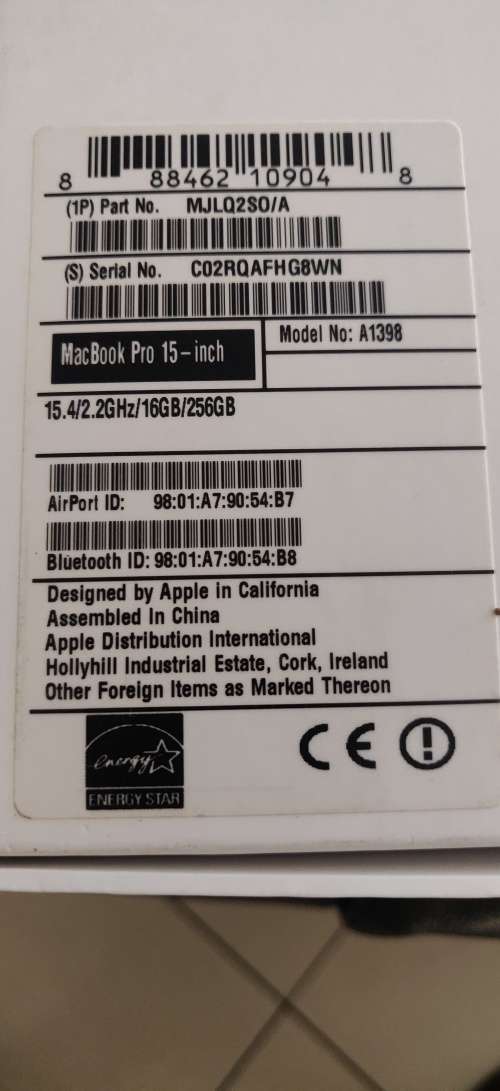 8 88462 10904 8
(1P) Part No. MJLQ2SO/A
(S) Serial No. C02RQAFHG8WN
MacBook Pro 15-inch
Model No: A1398
15.4/2.2GHz/16GB/256GB
AirPort ID: 98:01:A7:90:54:B7
Bluetooth ID: 98:01:A7:90:54:B8
Designed by Apple in California
Assembled In China
Apple Distribution International
Hollyhill Industrial Estate, Cork, Ireland
Other Foreign Items as Marked Thereon
energy
ENERGY STAR
CE